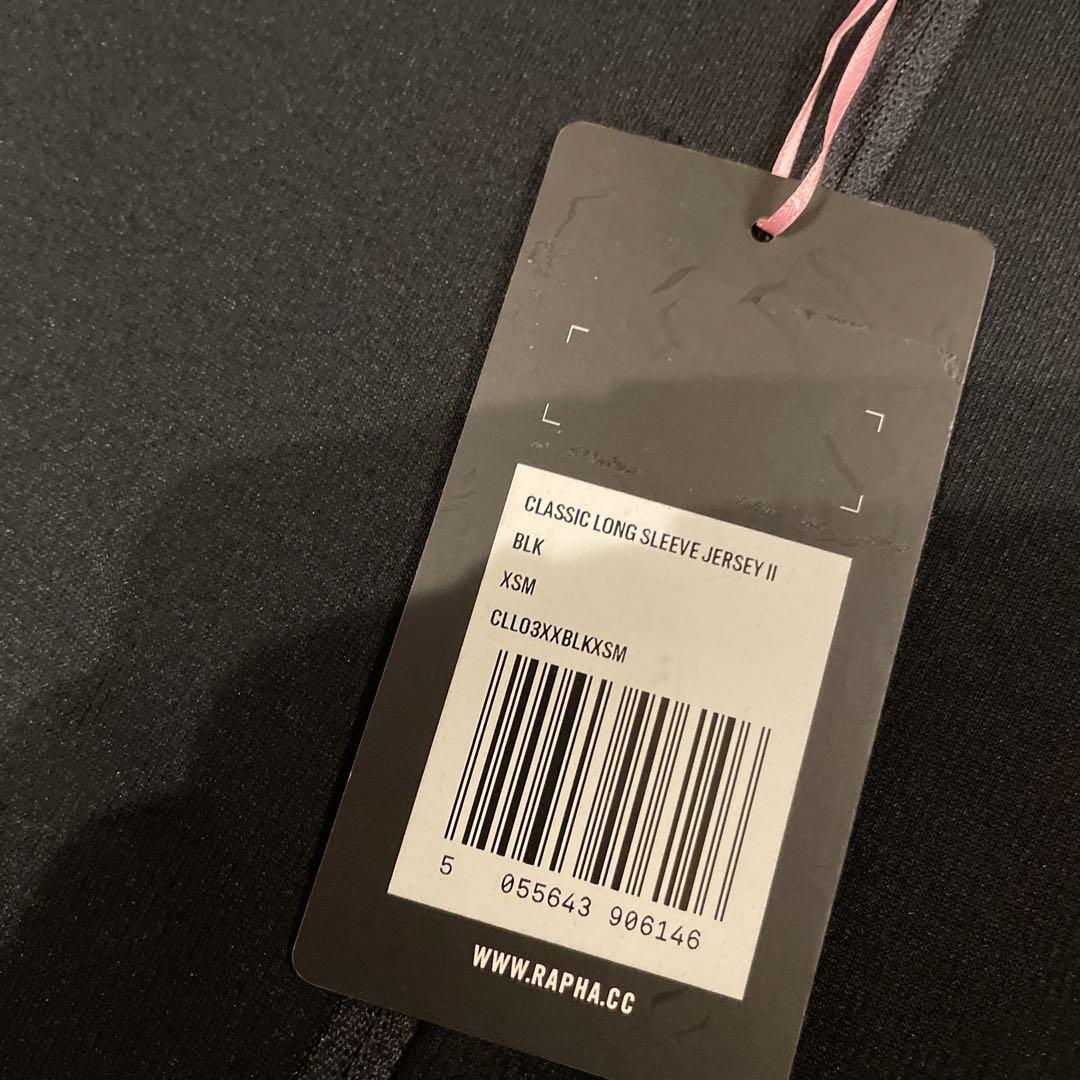 CLASSIC LONG SLEEVE JERSEY II
BLK
XSM
CLL03XXBLKXSM
5 055643 906146
WWW.RAPHA.CC